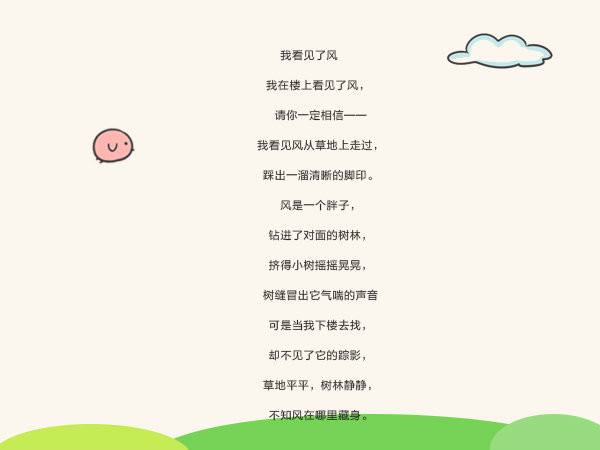 我看见了风
我在楼上看见了风，
请你一定相信——
我看见风从草地上走过，
踩出一溜清晰的脚印。
风是一个胖子，
钻进了对面的树林，
挤得小树摇摇晃晃，
树缝冒出它气喘的声音
可是当我下楼去找，
却不见了它的踪影，
草地平平，树林静静，
不知风在哪里藏身。